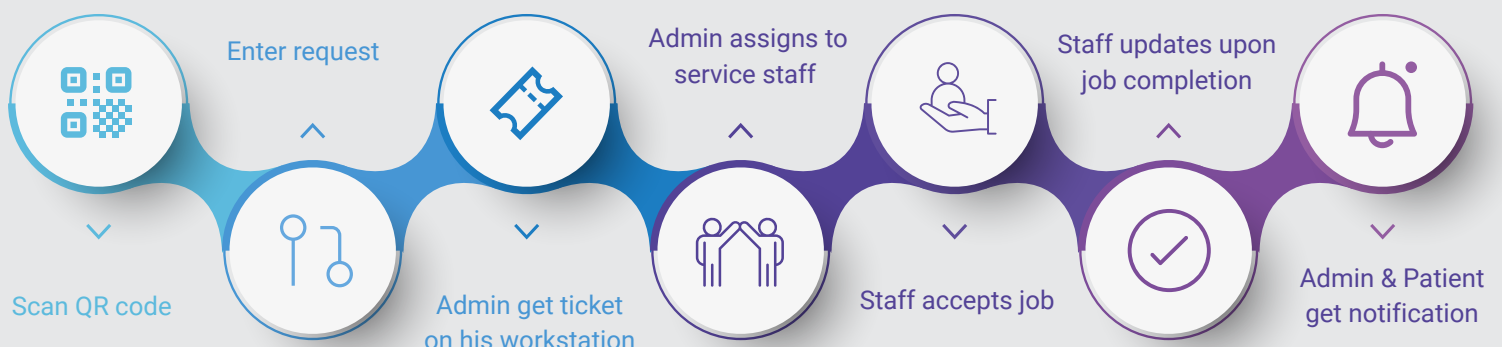 Scan QR code
Enter request
Admin get ticket
on his workstation
Admin assigns to
service staff
Staff accepts job
Staff updates upon
job completion
Admin & Patient
get notification